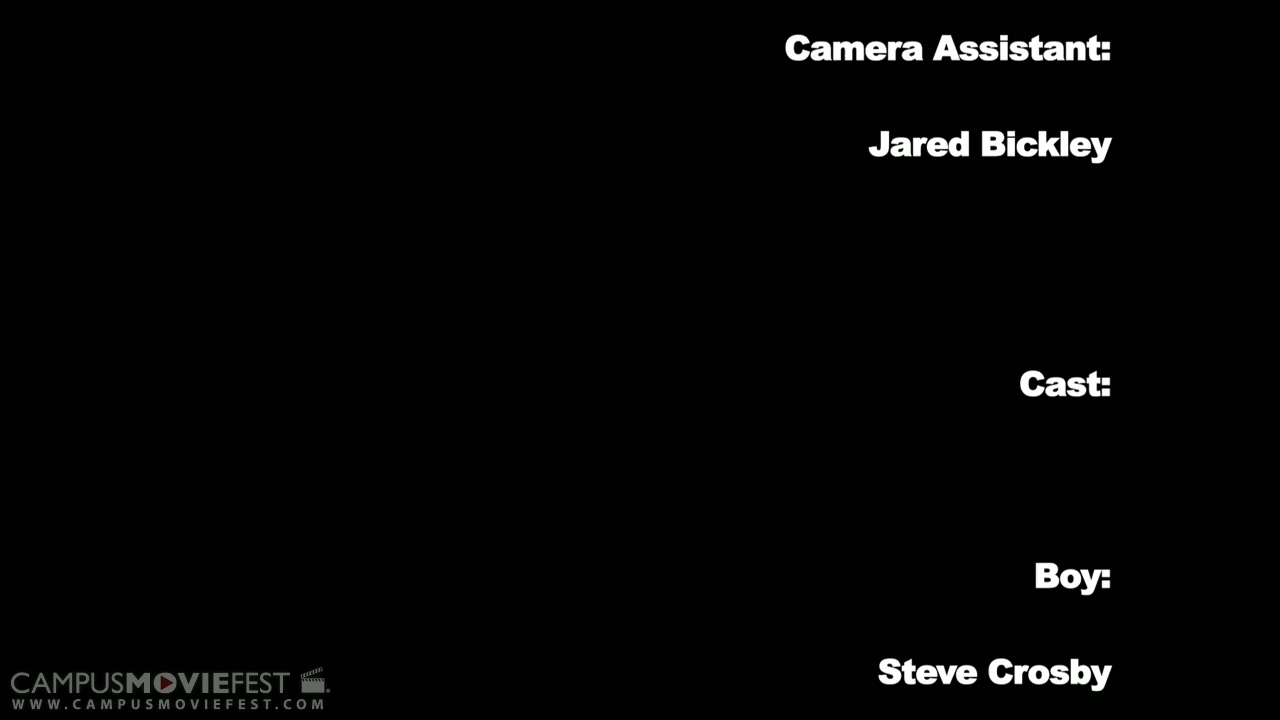 Camera Assistant:
Jared Bickley
Cast:
Boy:
Steve Crosby
CAMPUSMOVIEFEST
WWW.CAMPUSMOVIEFEST.COM